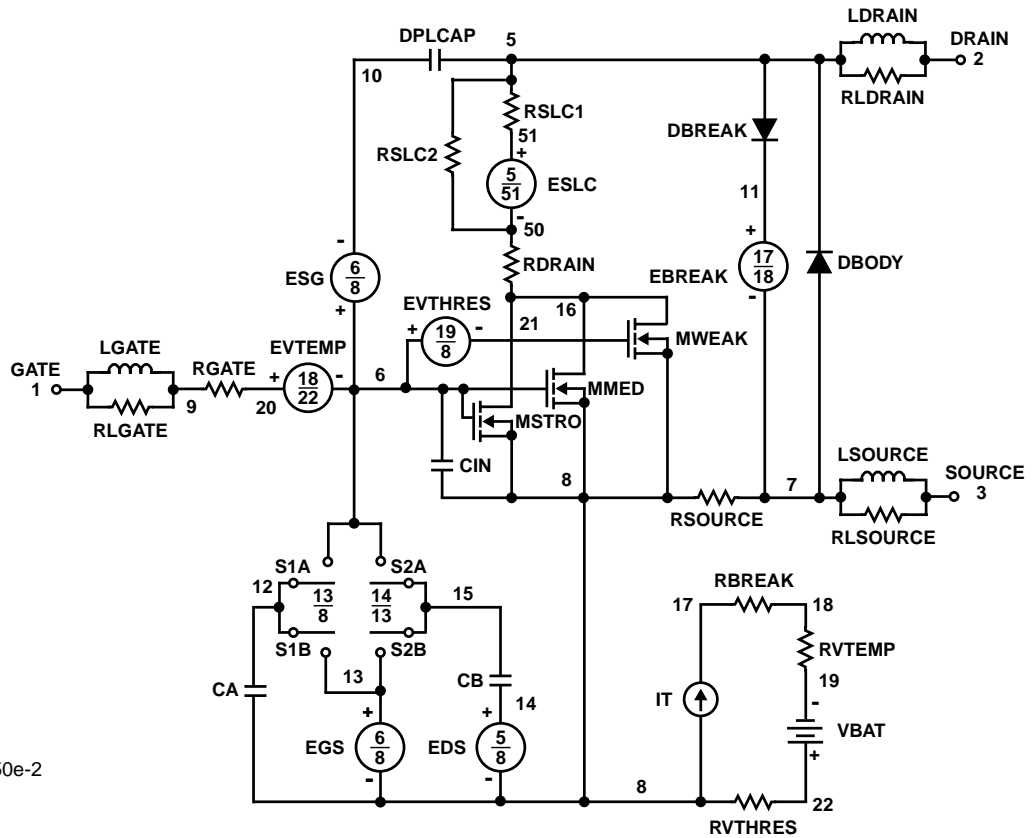 LDRAIN
DPLCAP 5 DRAIN
2
10
RLDRAIN
RSLC1
51
DBREAK
RSLC2
+
5
51
ESLC
11
-
50
+
-
17
18
DBODY
RDRAIN
EBREAK
6
8
ESG
-
EVTHRES
16
+
+ 19
8
- 21
MWEAK
LGATE
EVTEMP
GATE
1
RGATE
+ 18
22
-
6
MMED
9
20
MSTRO
RLGATE
LSOURCE
CIN
8
7
SOURCE
3
RSOURCE
RLSOURCE
S1A
S2A
12
13
8
14
13
15
RBREAK
17
18
S1B
S2B
RVTEMP
13
CB
19
CA
14
IT
-
+
+
VBAT
EGS
6
8
EDS
5
8
+
-
-
8
22
RVTHRES
50e-2